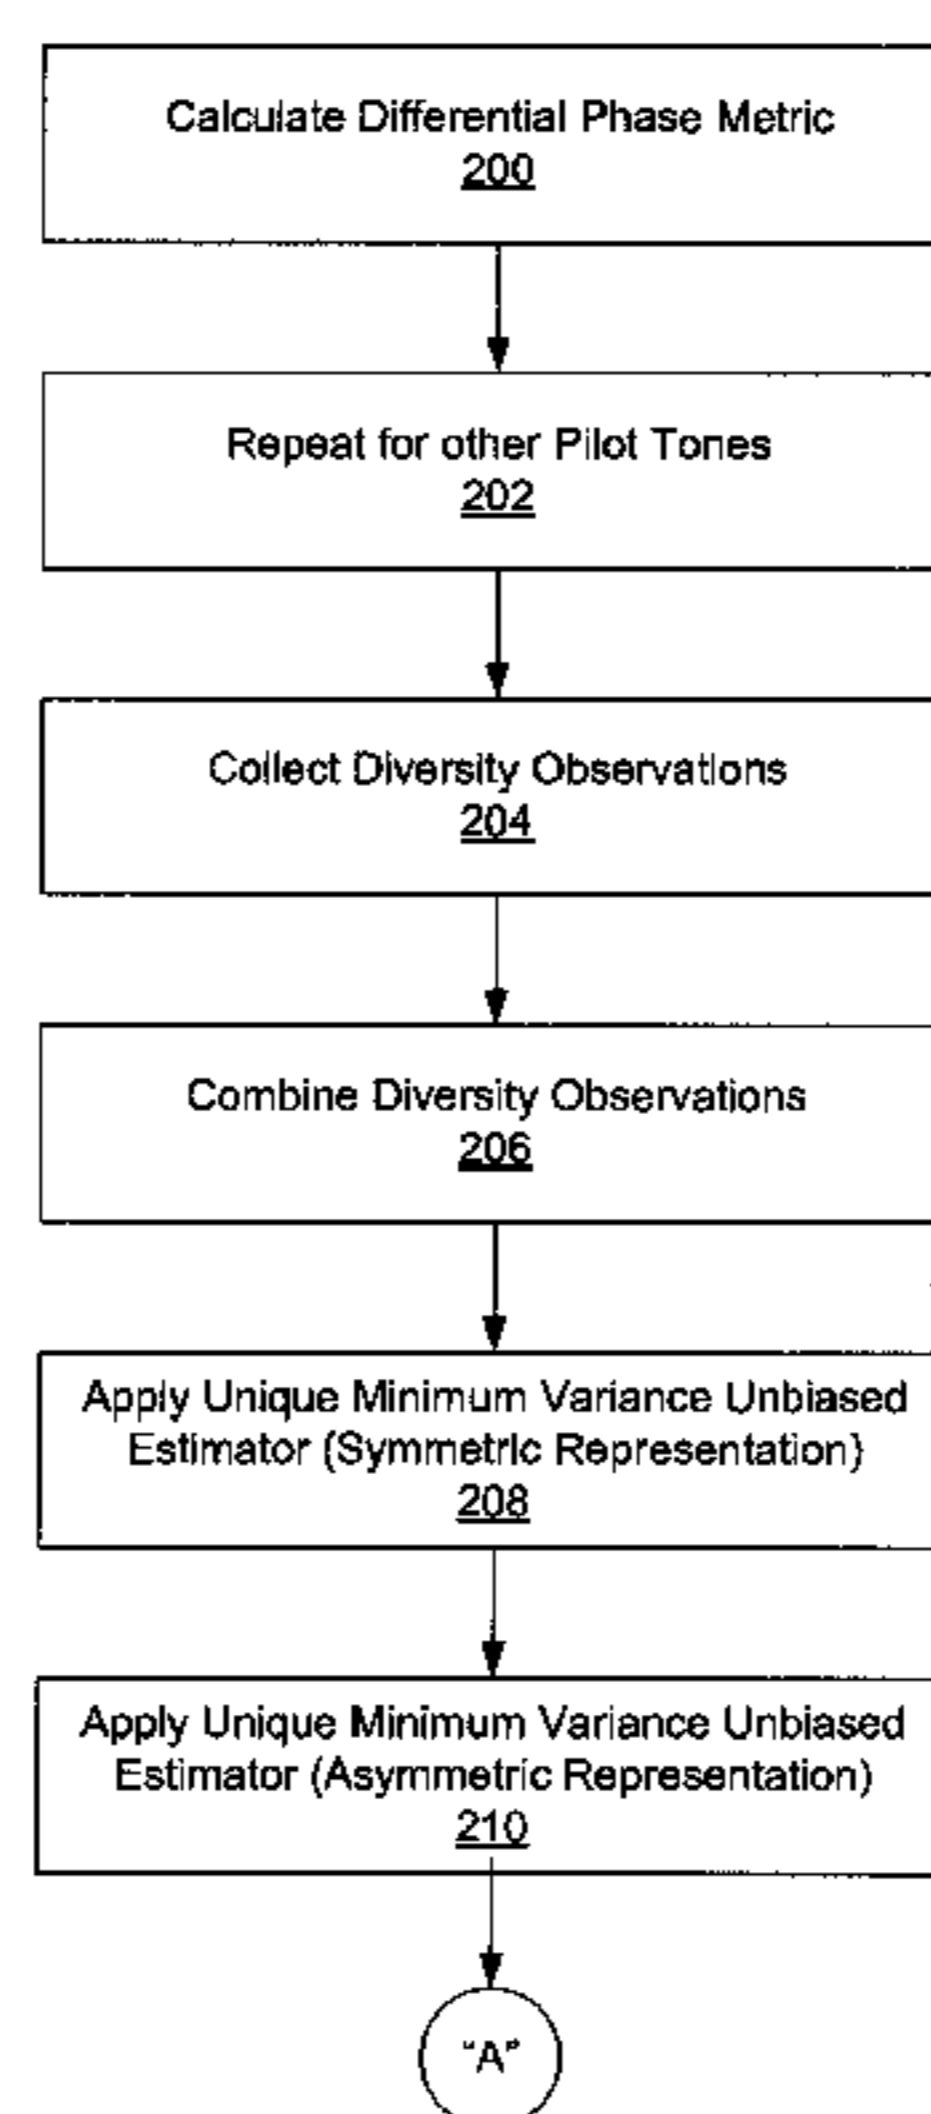 Calculate Differential Phase Metric
200
Repeat for other Pilot Tones
202
Collect Diversity Observations
204
Combine Diversity Observations
206
Apply Unique Minimum Variance Unbiased
Estimator (Symmetric Representation)
208
Apply Unique Minimum Variance Unbiased
Estimator (Asymmetric Representation)
210
"A"